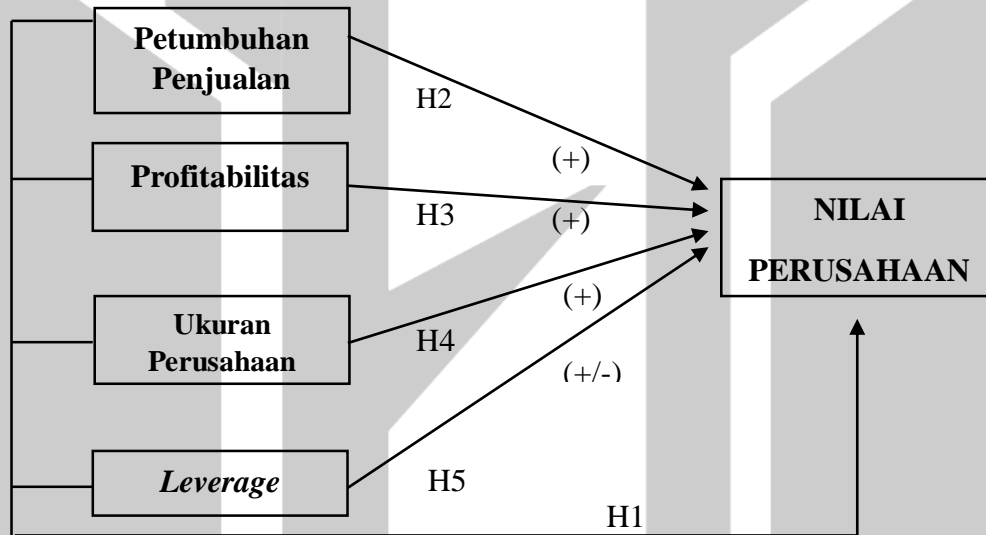 Petumbuhan
Penjualan
H2
(+)
Profitabilitas
H3
(+)
NILAI
PERUSAHAAN
Ukuran
Perusahaan
H4
(+)
(+/-)
Leverage
H5
H1